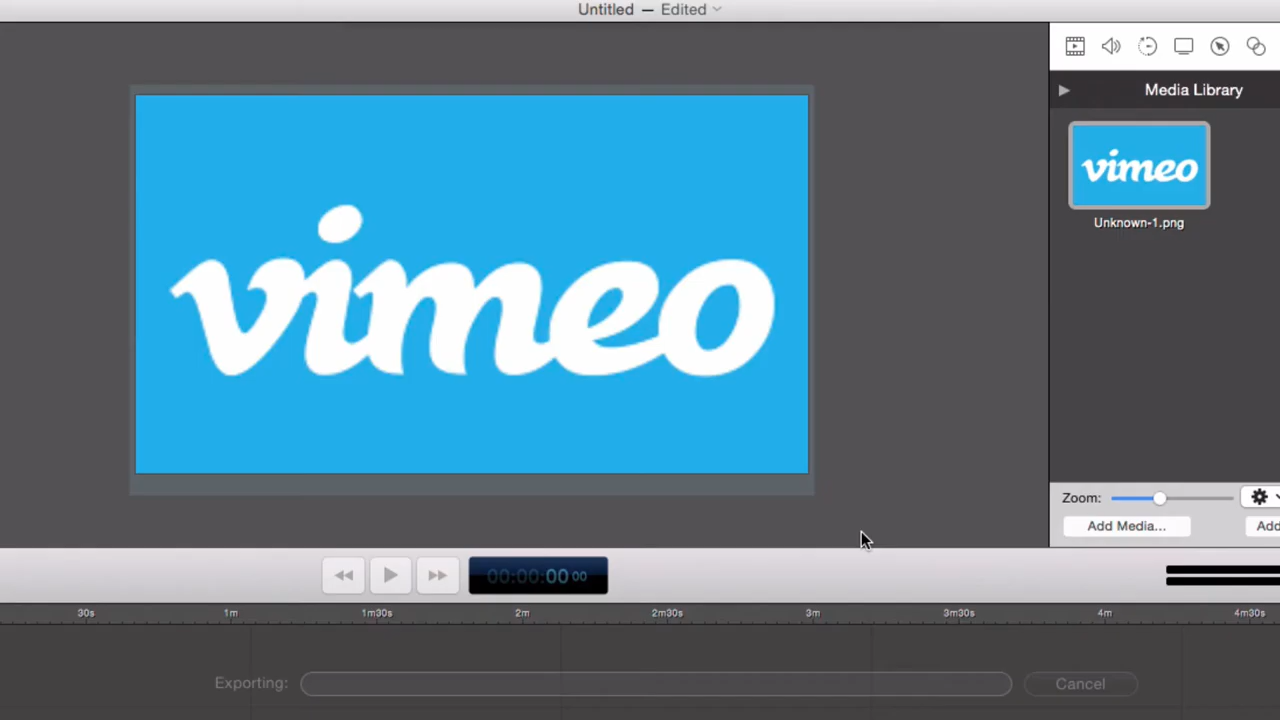 Untitled — Edited
Media Library
vimeo
vimeo
Unknown-1.png
Zoom:
Add Media...
Add
00:00:00 00
30s 1m 1m30s 2m 2m30s 3m 3m30s 4m 4m30s
Exporting:
Cancel